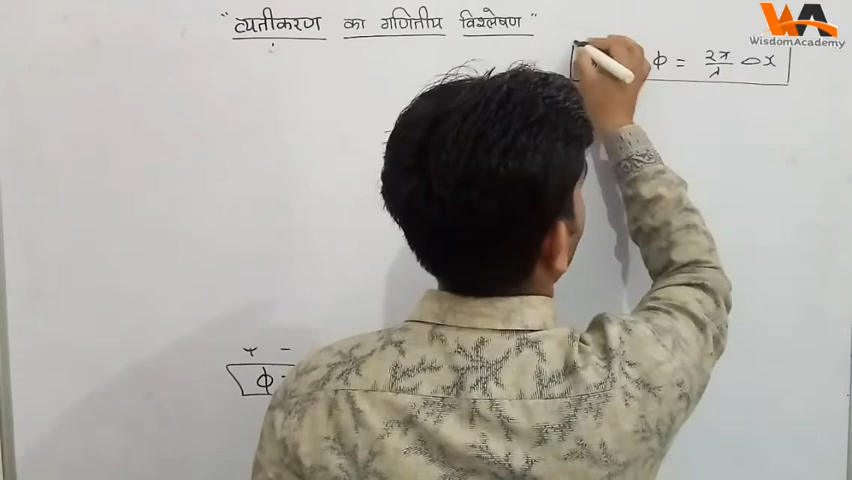 "व्यतीकरण का गणितीय विश्लेषण"
WA
WisdomAcademy
ϕ = 2π/λ △x
ϕ